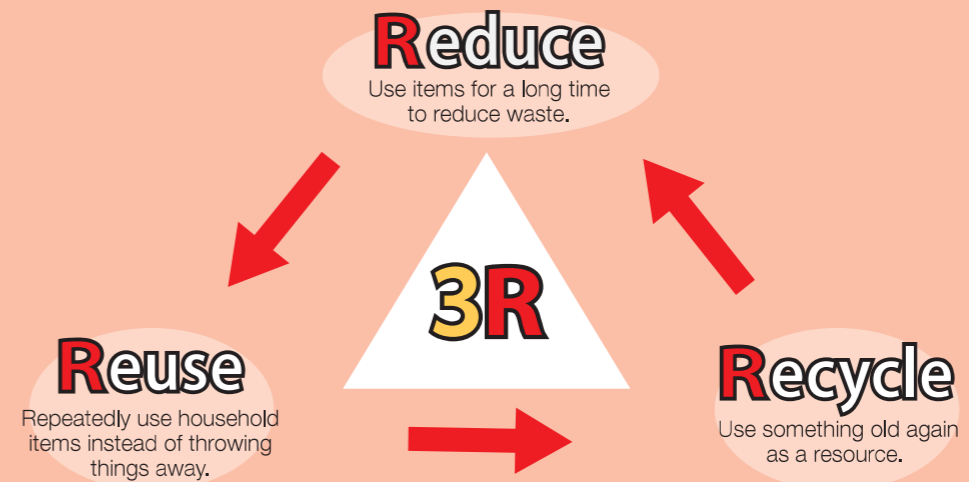 Reduce
Use items for a long time
to reduce waste.
3R
Reuse
Repeatedly use household
items instead of throwing
things away.
Recycle
Use something old again
as a resource.